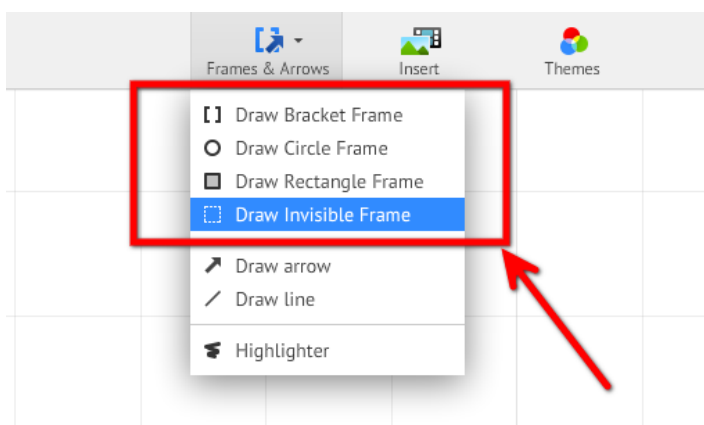 Frames & Arrows Insert Themes
Draw Bracket Frame
Draw Circle Frame
Draw Rectangle Frame
Draw Invisible Frame
Draw arrow
Draw line
Highlighter